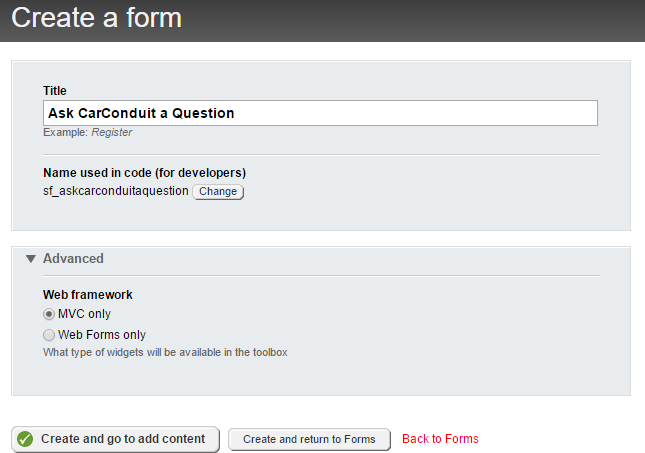 Create a form
Title
Ask CarConduit a Question
Example: Register
Name used in code (for developers)
sf_askcarconduitaquestion Change
Advanced
Web framework
MVC only
Web Forms only
What type of widgets will be available in the toolbox
Create and go to add content Create and return to Forms Back to Forms